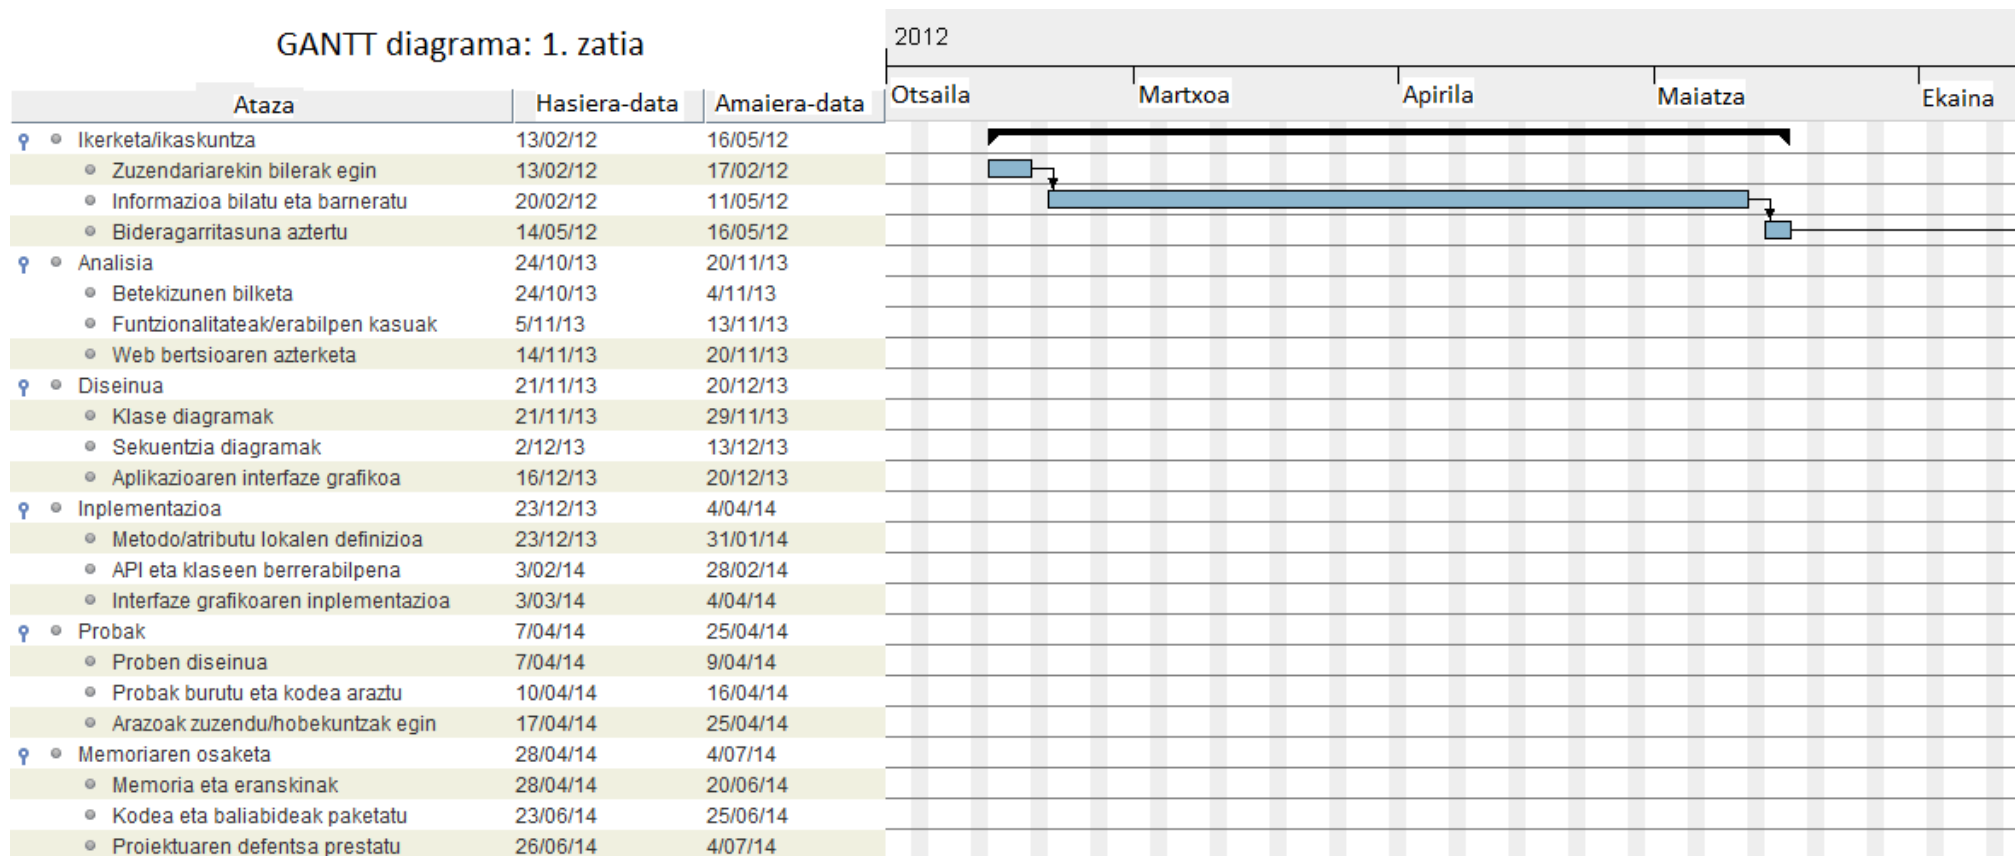 GANTT diagrama: 1. zatia
2012
Otsaila Martxoa Apirila Maiatza Ekaina
Ataza Hasiera-data Amaiera-data
Ikerketa/ikaskuntza 13/02/12 16/05/12
Zuzendariarekin bilerak egin 13/02/12 17/02/12
Informazioa bilatu eta barneratu 20/02/12 11/05/12
Bideragarritasuna aztertu 14/05/12 16/05/12
Analisia 24/10/13 20/11/13
Betekizunen bilketa 24/10/13 4/11/13
Funtzionalitateak/erabilpen kasuak 5/11/13 13/11/13
Web bertsioaren azterketa 14/11/13 20/11/13
Diseinua 21/11/13 20/12/13
Klase diagramak 21/11/13 29/11/13
Sekuentzia diagramak 2/12/13 13/12/13
Aplikazioaren interfaze grafikoa 16/12/13 20/12/13
Inplementazioa 23/12/13 4/04/14
Metodo/atributu lokalen definizioa 23/12/13 31/01/14
API eta klaseen berrerabilpena 3/02/14 28/02/14
Interfaze grafikoaren inplementazioa 3/03/14 4/04/14
Probak 7/04/14 25/04/14
Proben diseinua 7/04/14 9/04/14
Probak burutu eta kodea araztu 10/04/14 16/04/14
Arazoak zuzendu/hobekuntzak egin 17/04/14 25/04/14
Memoriaren osaketa 28/04/14 4/07/14
Memoria eta eranskinak 28/04/14 20/06/14
Kodea eta baliabideak paketatu 23/06/14 25/06/14
Proiektuaren defentsa prestatu 26/06/14 4/07/14